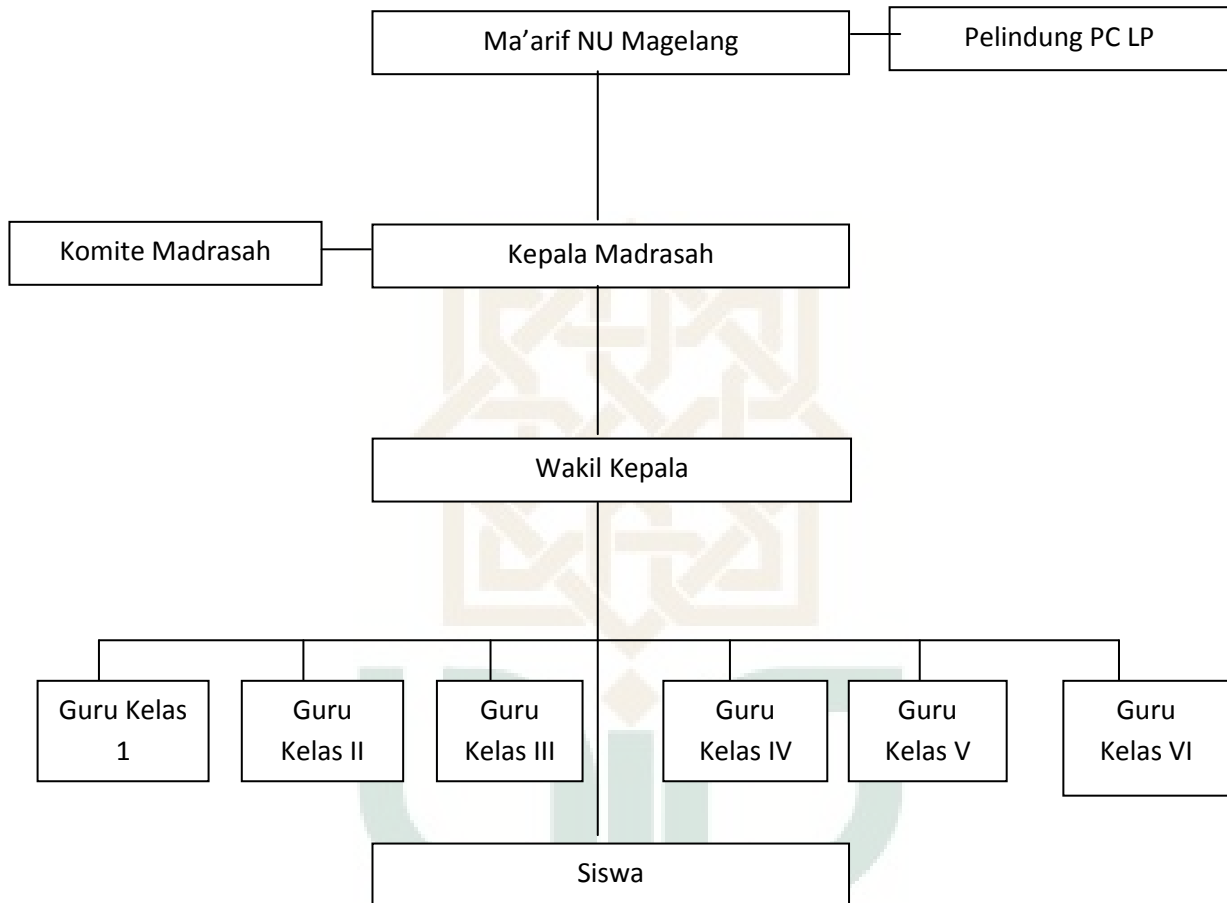 Ma’arif NU Magelang
Pelindung PC LP
Komite Madrasah
Kepala Madrasah
Wakil Kepala
Guru Kelas
1
Guru
Kelas II
Guru
Kelas III
Guru
Kelas IV
Guru
Kelas V
Guru
Kelas VI
Siswa